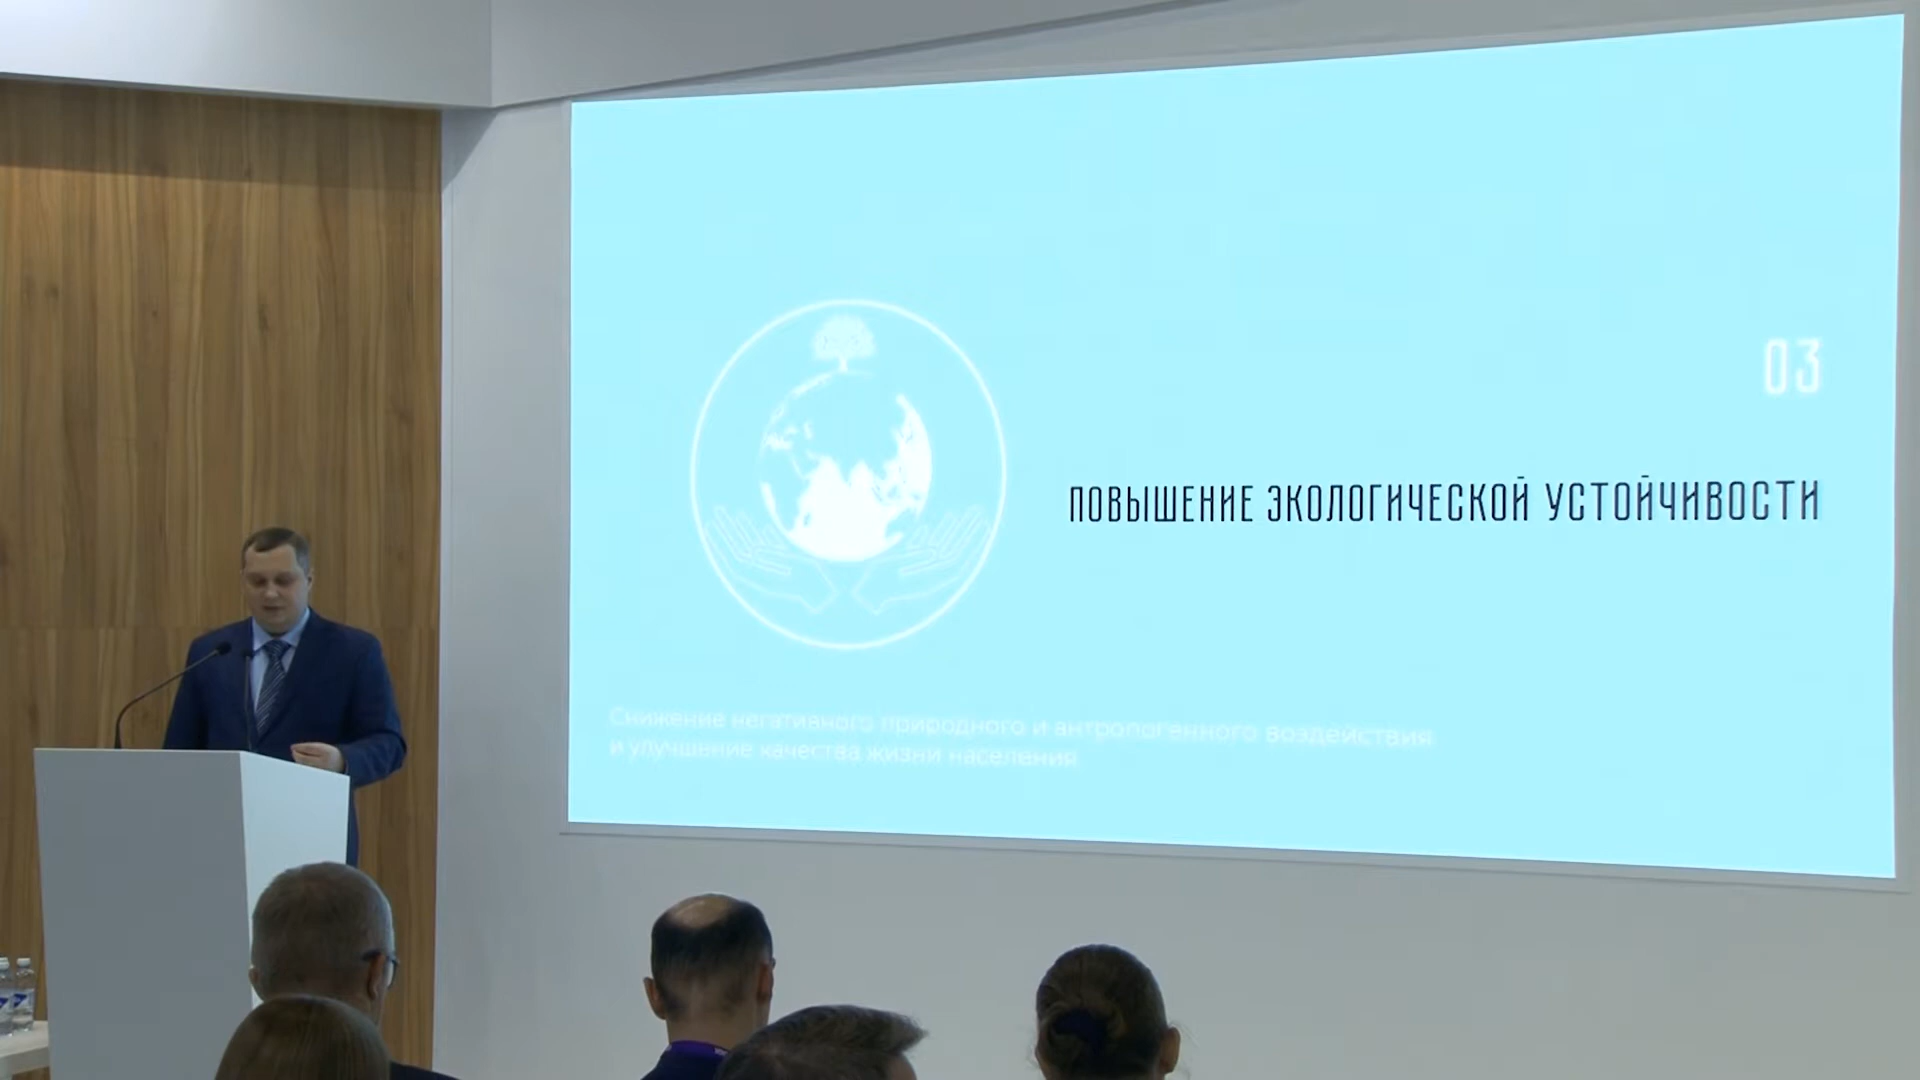 03
ПОВЫШЕНИЕ ЭКОЛОГИЧЕСКОЙ УСТОЙЧИВОСТИ
Снижение негативного природного и антропогенного воздействия
и улучшение качества жизни населения